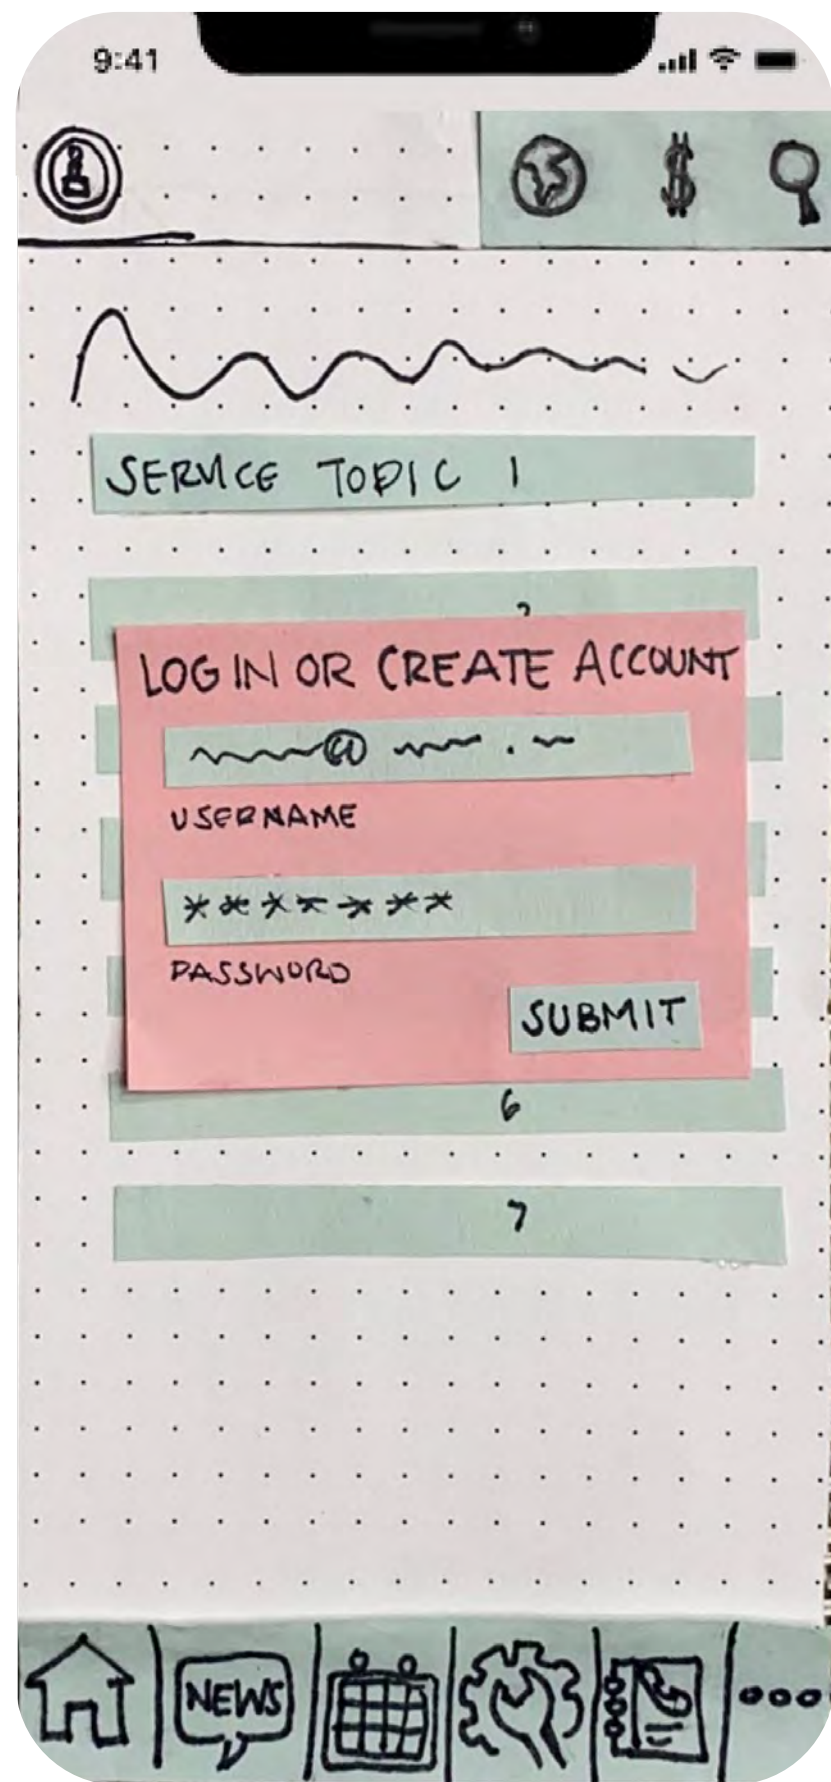 9:41
SERVICE TOPIC 1
LOG IN OR CREATE ACCOUNT
@ .
USERNAME
*******
PASSWORD
SUBMIT
6
7
NEWS